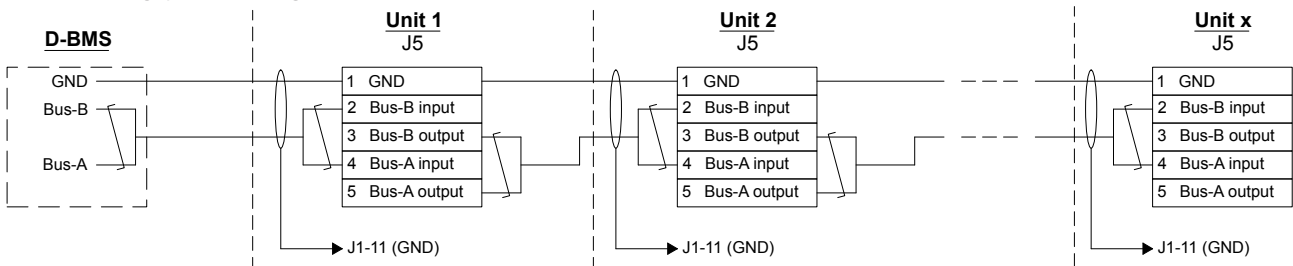 D-BMS
GND
Bus-B
Bus-A
Unit 1
J5
1 GND
2 Bus-B input
3 Bus-B output
4 Bus-A input
5 Bus-A output
J1-11 (GND)
Unit 2
J5
1 GND
2 Bus-B input
3 Bus-B output
4 Bus-A input
5 Bus-A output
J1-11 (GND)
Unit x
J5
1 GND
2 Bus-B input
3 Bus-B output
4 Bus-A input
5 Bus-A output
J1-11 (GND)